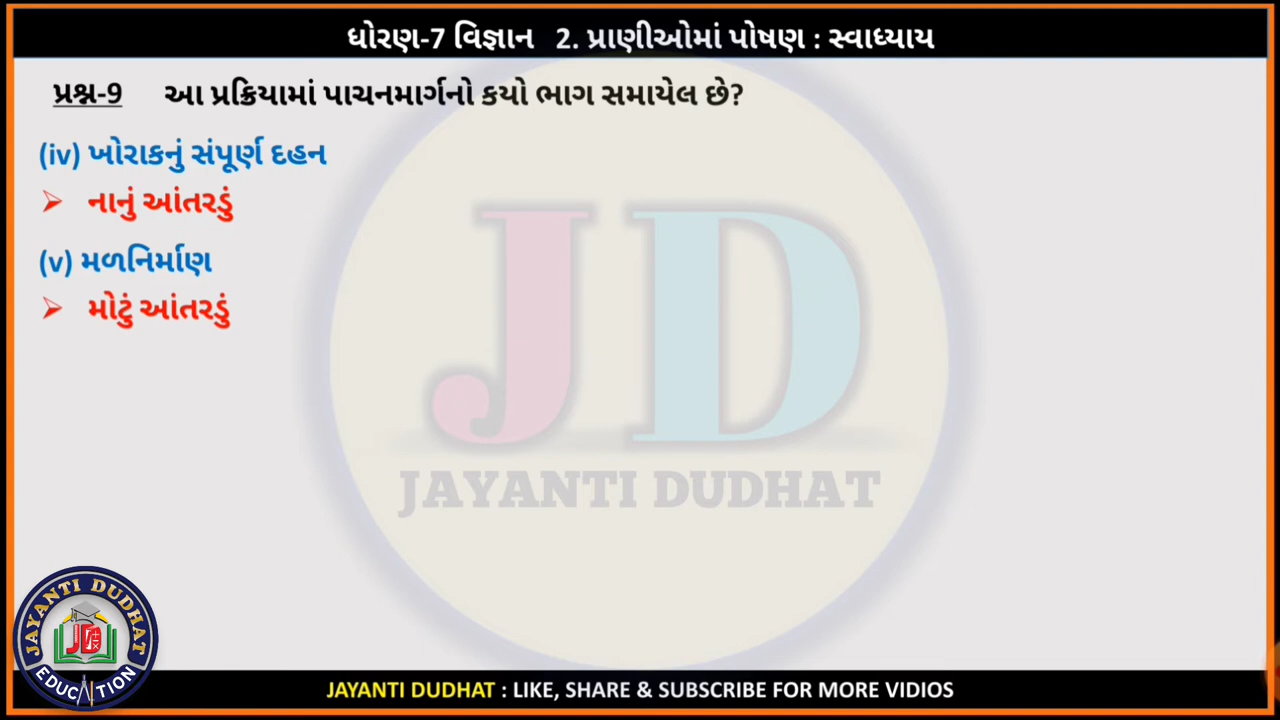 ધોરણ-7 વિજ્ઞાન 2. પ્રાણીઓમાં પોષણ : સ્વાધ્યાય
પ્રશ્ન-9 આ પ્રક્રિયામાં પાચનમાર્ગનો કયો ભાગ સમાયેલ છે?
(iv) ખોરાકનું સંપૂર્ણ દહન
➢ નાનું આંતરડું
(v) મળનિર્માણ
➢ મોટું આંતરડું
JD
JAYANTI DUDHAT
JAYANTI DUDHAT
JD
EDUCATION
JAYANTI DUDHAT : LIKE, SHARE & SUBSCRIBE FOR MORE VIDIOS